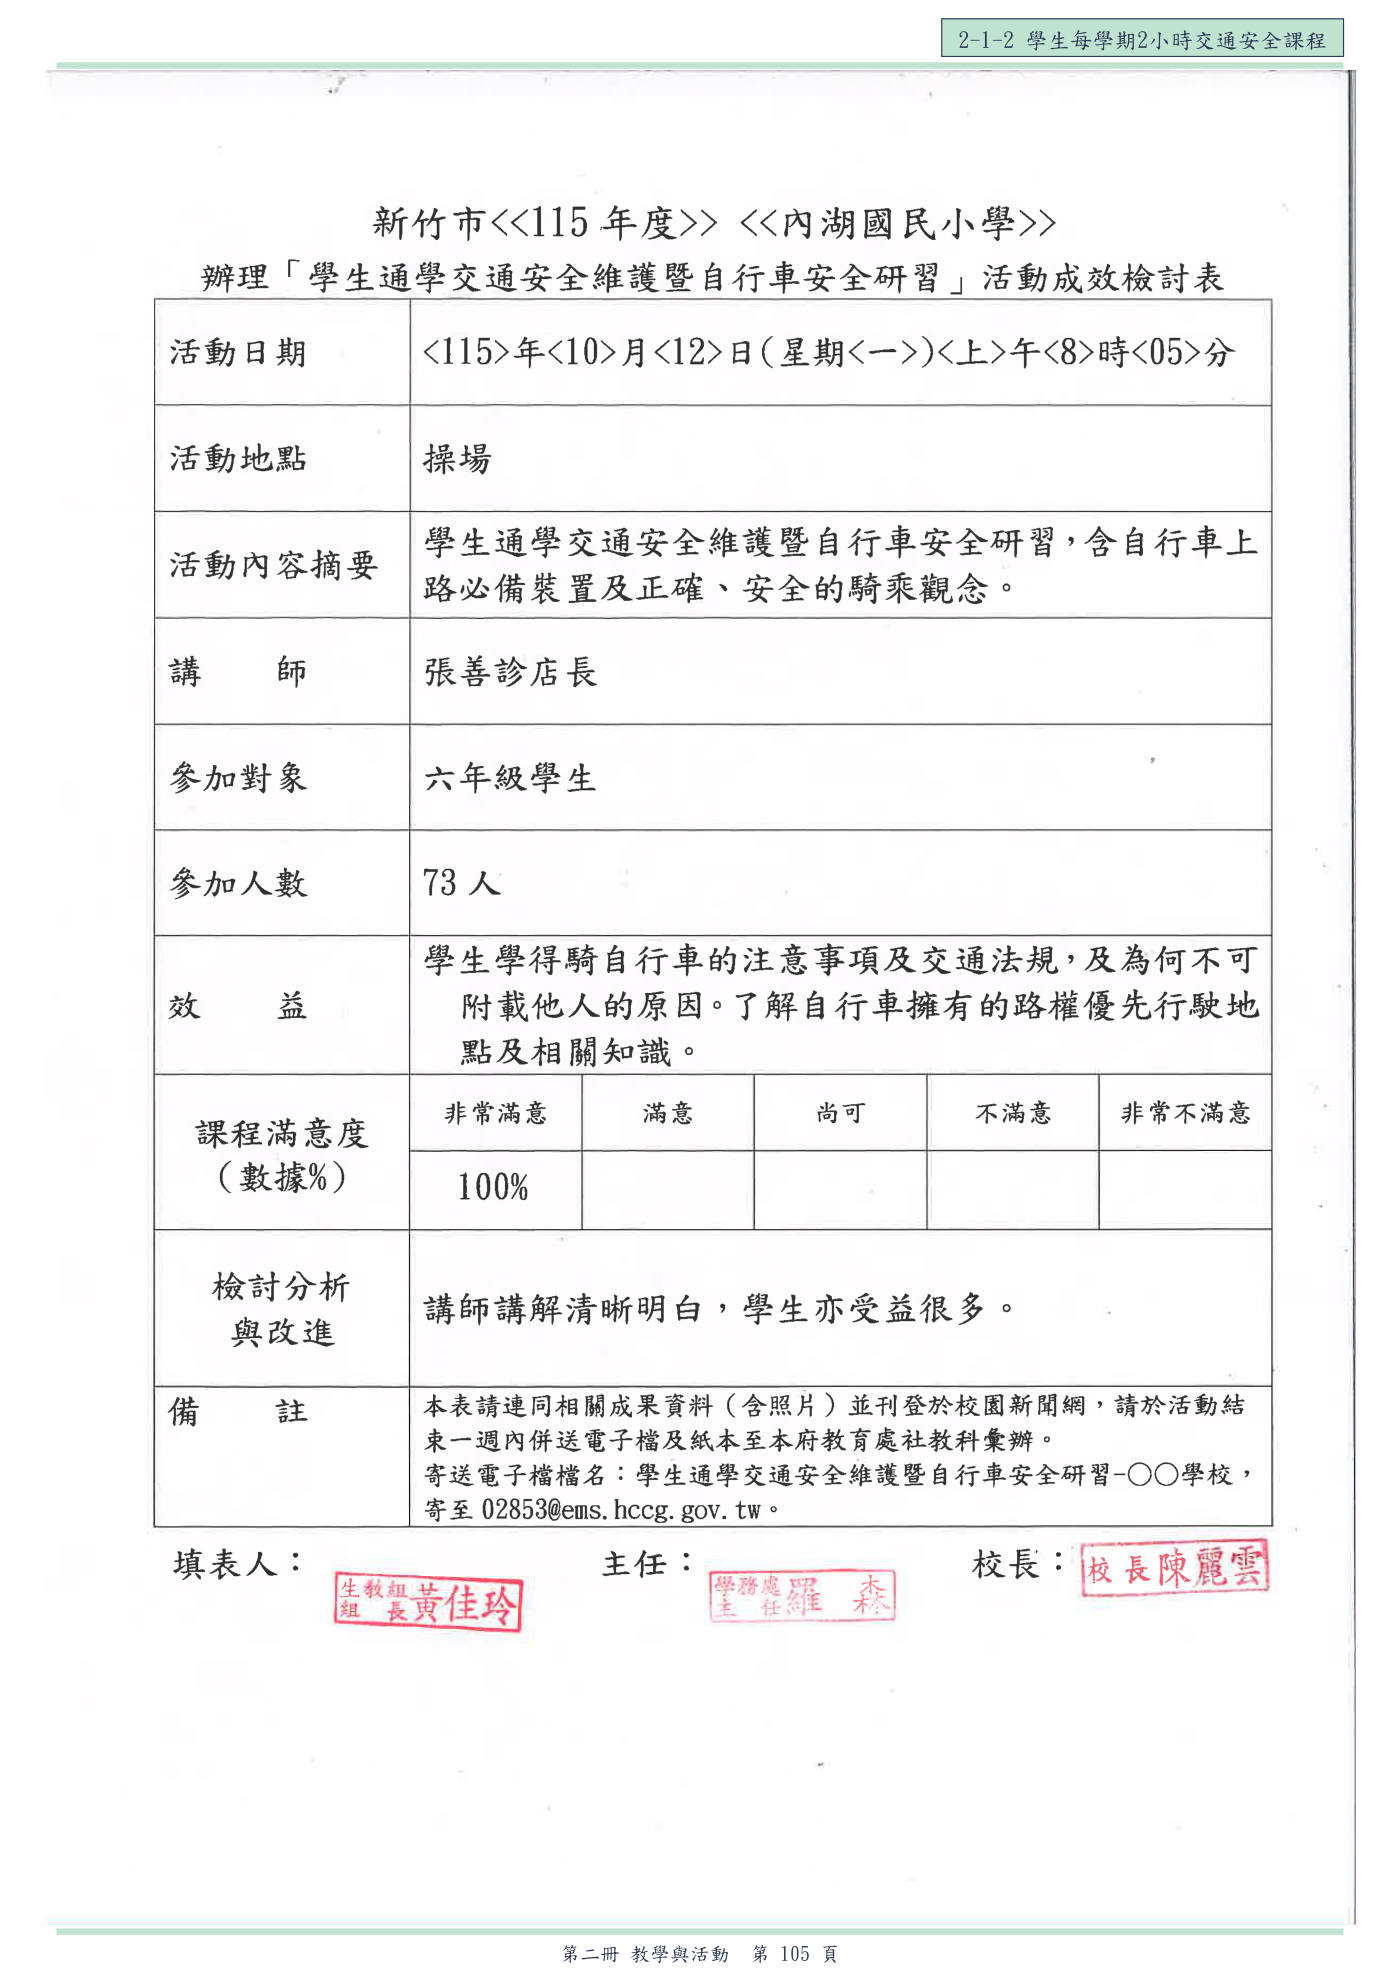 2-1-2 學生每學期2小時交通安全課程
新竹市<<115 年度>> <<內湖國民小學>>
辦理「學生通學交通安全維護暨自行車安全研習」活動成效檢討表
活動日期 <115>年<10>月<12>日(星期<一>)<上>午<8>時<05>分
活動地點 操場
活動內容摘要 學生通學交通安全維護暨自行車安全研習，含自行車上
路必備裝置及正確、安全的騎乘觀念。
講 師 張善診店長
參加對象 六年級學生
參加人數 73 人
效 益 學生學得騎自行車的注意事項及交通法規，及為何不可
附載他人的原因。了解自行車擁有的路權優先行駛地
點及相關知識。
課程滿意度
（數據%）
非常滿意 滿意 尚可 不滿意 非常不滿意
100%
檢討分析
與改進
講師講解清晰明白，學生亦受益很多。
備 註 本表請連同相關成果資料（含照片）並刊登於校園新聞網，請於活動結
束一週內併送電子檔及紙本至本府教育處社教科彙辦。
寄送電子檔檔名：學生通學交通安全維護暨自行車安全研習-○○學校，
寄至 02853@ems.hccg.gov.tw。
填表人： 主任： 校長：
生教組
組 長 黃佳玲
學務處
主 任 羅 森
校長陳麗雲
第二冊 教學與活動 第 105 頁